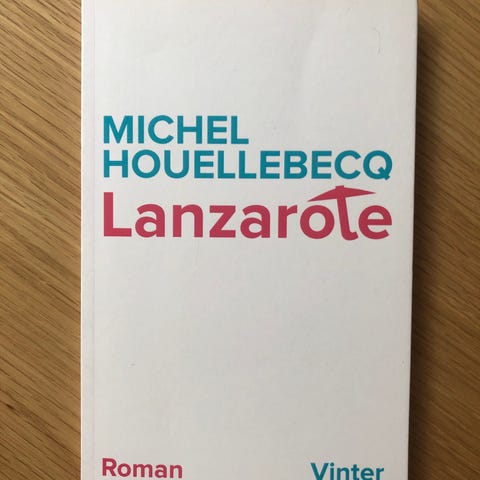 MICHEL
HOUELLEBECQ
Lanzarote
Roman
Vinter